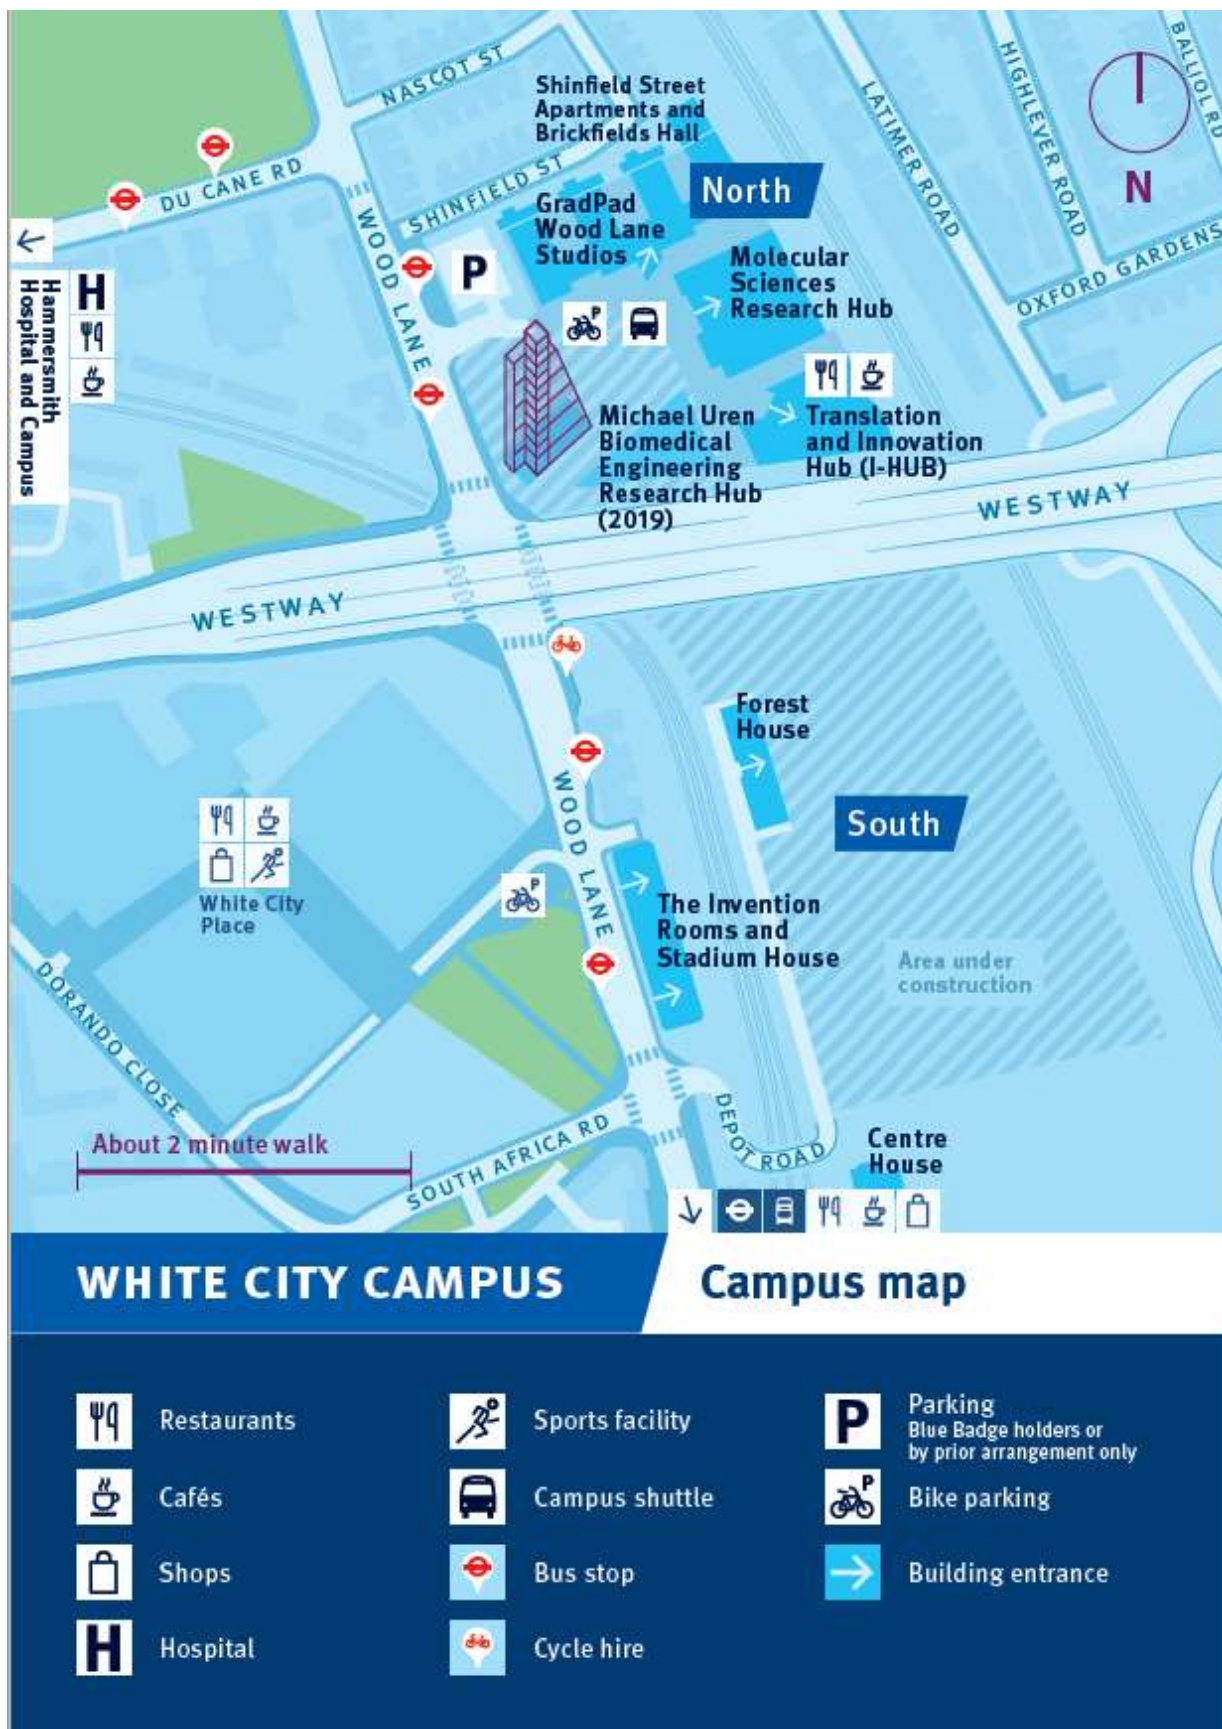 NASCOT ST
Shinfield Street
Apartments and
Brickfields Hall
LATIMER ROAD
HIGHLEVER ROAD
BALLIOL RD
N
DU CANE RD
SHINFIELD ST
North
GradPad
Wood Lane
Studios
WOOD LANE
P
Molecular
Sciences
Research Hub
OXFORD GARDENS
H
Hammersmith
Hospital and Campus
P
Michael Uren
Biomedical
Engineering
Research Hub
(2019)
Translation
and Innovation
Hub (I-HUB)
WESTWAY
WESTWAY
Forest
House
South
WOOD LANE
White City
Place
P
The Invention
Rooms and
Stadium House
Area under
construction
DORANDO CLOSE
About 2 minute walk
SOUTH AFRICA RD
DEPOT ROAD
Centre
House
WHITE CITY CAMPUS
Campus map
Restaurants
Cafés
Shops
H Hospital
Sports facility
Campus shuttle
Bus stop
Cycle hire
P Parking
Blue Badge holders or
by prior arrangement only
P Bike parking
Building entrance